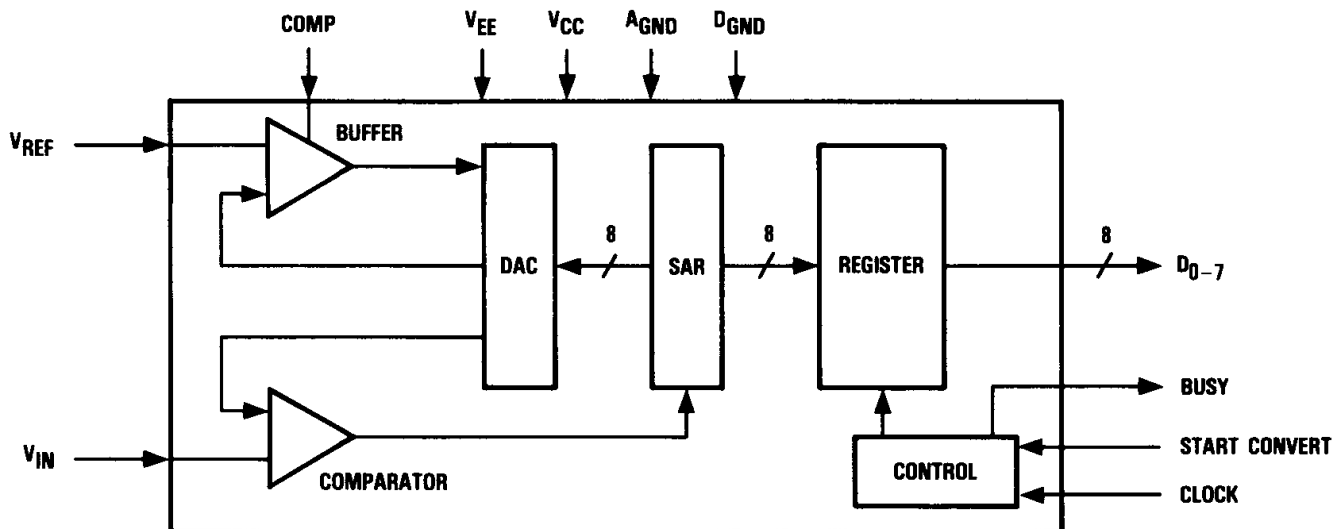 COMP
VEE
VCC
AGND
DGND
VREF
BUFFER
DAC
8
SAR
8
REGISTER
8
D0-7
BUSY
START CONVERT
CONTROL
CLOCK
VIN
COMPARATOR